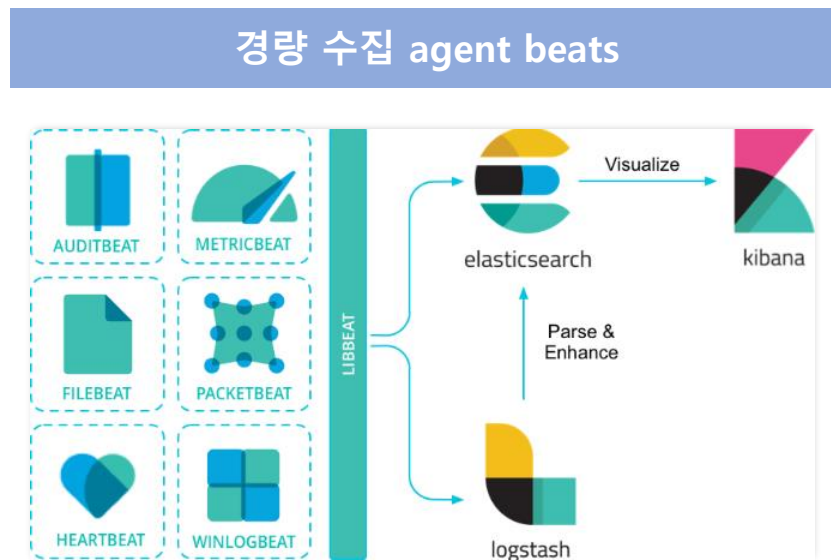 경량 수집 agent beats
AUDITBEAT
METRICBEAT
FILEBEAT
PACKETBEAT
HEARTBEAT
WINLOGBEAT
LIBBEAT
elasticsearch
Visualize
kibana
Parse &
Enhance
logstash